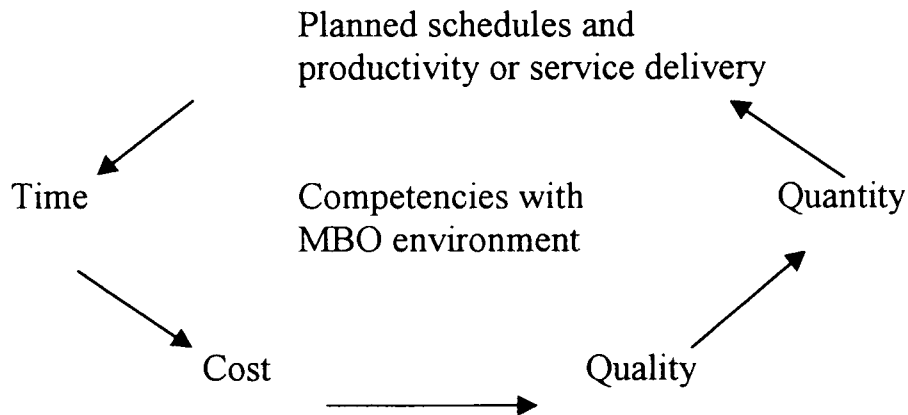 Planned schedules and
productivity or service delivery
Time
Competencies with
MBO environment
Quantity
Cost
Quality